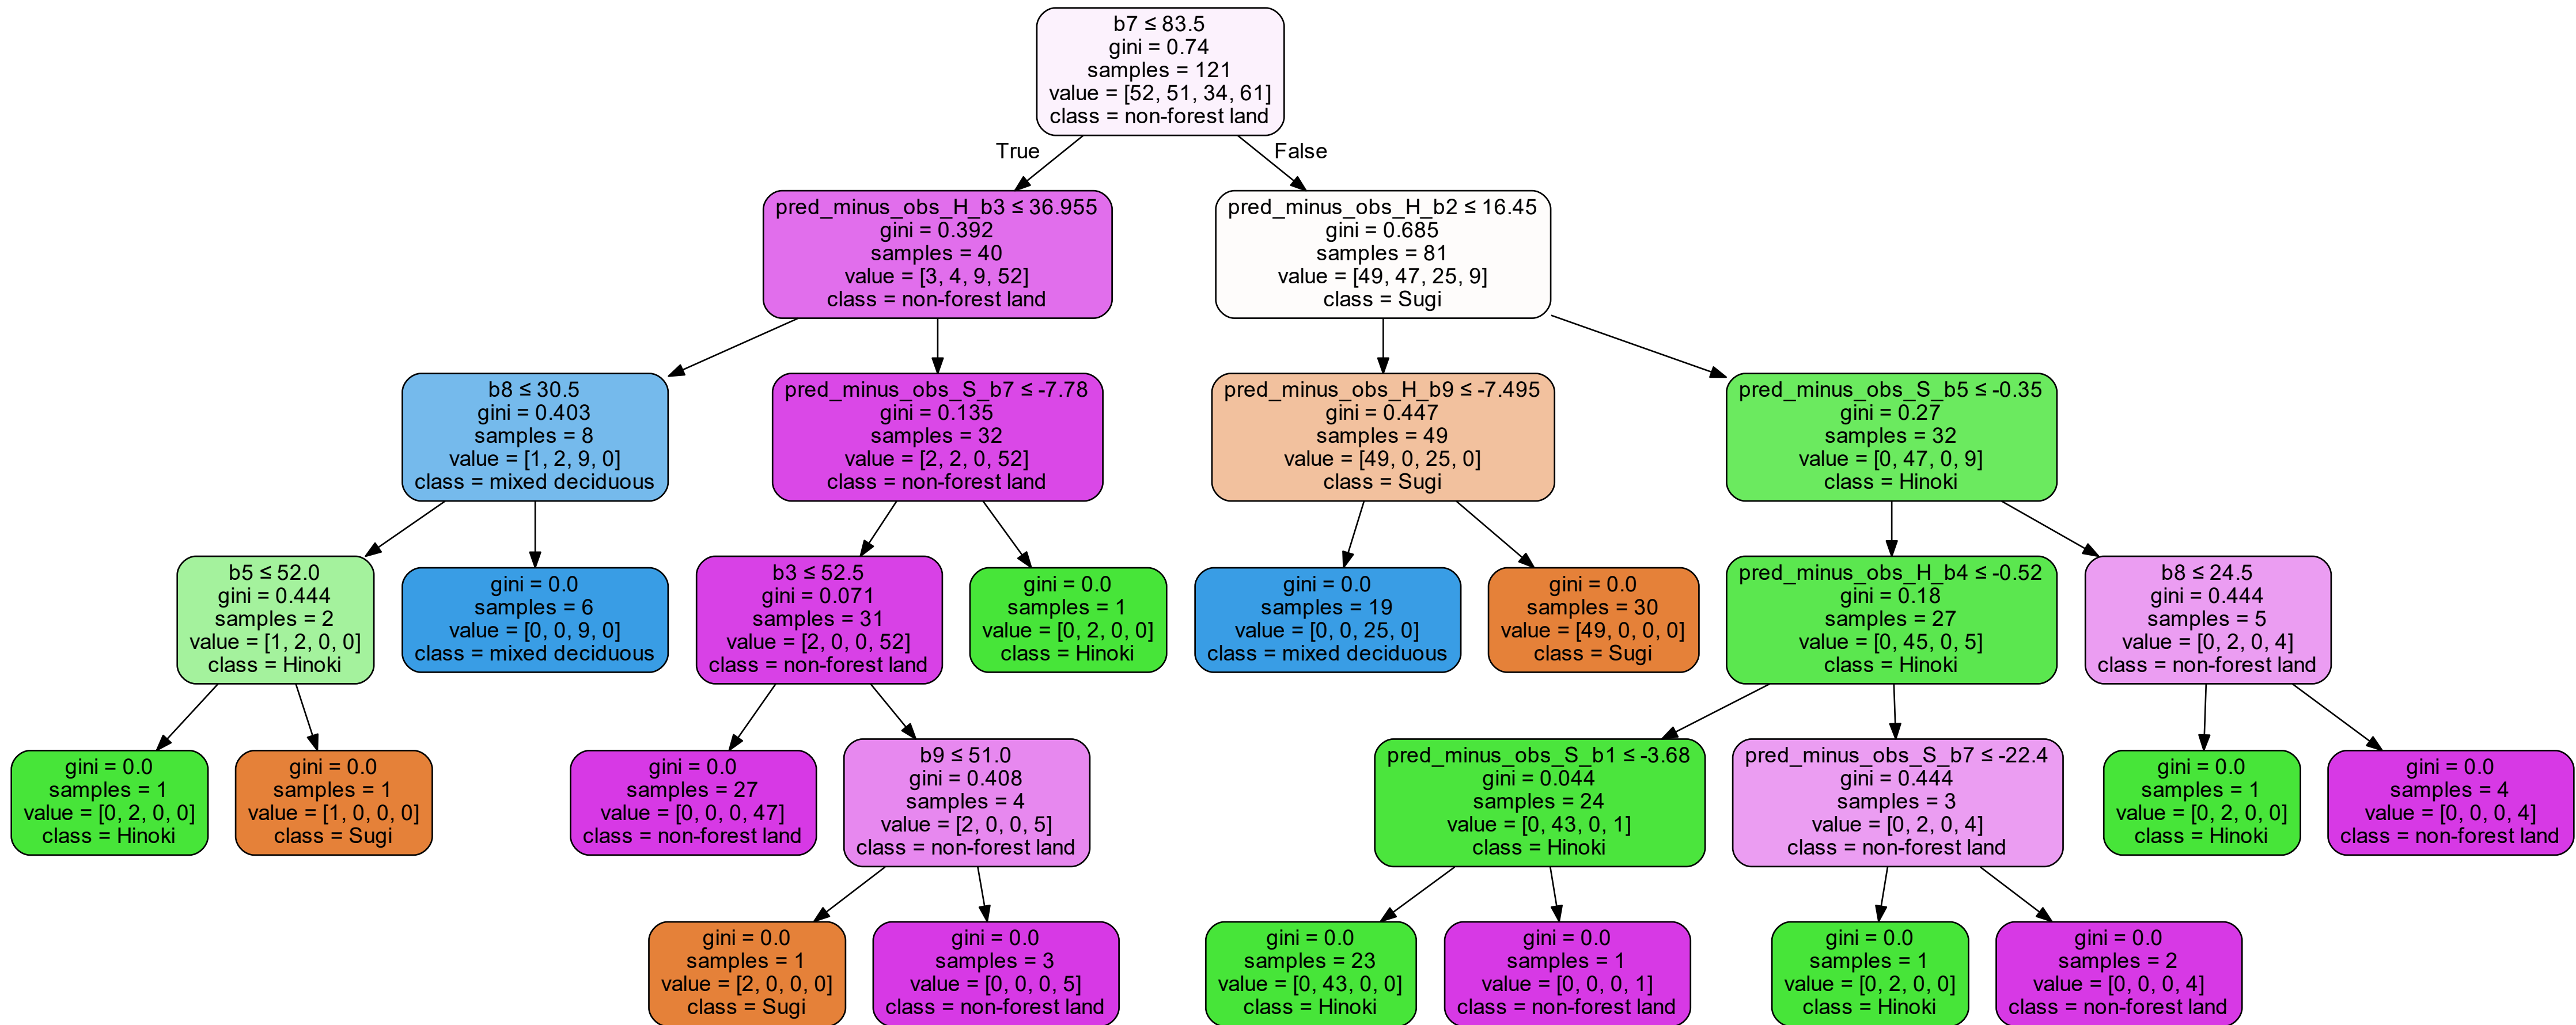 b7 ≤ 83.5
gini = 0.74
samples = 121
value = [52, 51, 34, 61]
class = non-forest land
True
False
pred_minus_obs_H_b3 ≤ 36.955
gini = 0.392
samples = 40
value = [3, 4, 9, 52]
class = non-forest land
pred_minus_obs_H_b2 ≤ 16.45
gini = 0.685
samples = 81
value = [49, 47, 25, 9]
class = Sugi
b8 ≤ 30.5
gini = 0.403
samples = 8
value = [1, 2, 9, 0]
class = mixed deciduous
pred_minus_obs_S_b7 ≤ -7.78
gini = 0.135
samples = 32
value = [2, 2, 0, 52]
class = non-forest land
pred_minus_obs_H_b9 ≤ -7.495
gini = 0.447
samples = 49
value = [49, 0, 25, 0]
class = Sugi
pred_minus_obs_S_b5 ≤ -0.35
gini = 0.27
samples = 32
value = [0, 47, 0, 9]
class = Hinoki
b5 ≤ 52.0
gini = 0.444
samples = 2
value = [1, 2, 0, 0]
class = Hinoki
gini = 0.0
samples = 6
value = [0, 0, 9, 0]
class = mixed deciduous
b3 ≤ 52.5
gini = 0.071
samples = 31
value = [2, 0, 0, 52]
class = non-forest land
gini = 0.0
samples = 1
value = [0, 2, 0, 0]
class = Hinoki
gini = 0.0
samples = 19
value = [0, 0, 25, 0]
class = mixed deciduous
gini = 0.0
samples = 30
value = [49, 0, 0, 0]
class = Sugi
pred_minus_obs_H_b4 ≤ -0.52
gini = 0.18
samples = 27
value = [0, 45, 0, 5]
class = Hinoki
b8 ≤ 24.5
gini = 0.444
samples = 5
value = [0, 2, 0, 4]
class = non-forest land
gini = 0.0
samples = 1
value = [0, 2, 0, 0]
class = Hinoki
gini = 0.0
samples = 1
value = [1, 0, 0, 0]
class = Sugi
gini = 0.0
samples = 27
value = [0, 0, 0, 47]
class = non-forest land
b9 ≤ 51.0
gini = 0.408
samples = 4
value = [2, 0, 0, 5]
class = non-forest land
pred_minus_obs_S_b1 ≤ -3.68
gini = 0.044
samples = 24
value = [0, 43, 0, 1]
class = Hinoki
pred_minus_obs_S_b7 ≤ -22.4
gini = 0.444
samples = 3
value = [0, 2, 0, 4]
class = non-forest land
gini = 0.0
samples = 1
value = [0, 2, 0, 0]
class = Hinoki
gini = 0.0
samples = 4
value = [0, 0, 0, 4]
class = non-forest land
gini = 0.0
samples = 1
value = [2, 0, 0, 0]
class = Sugi
gini = 0.0
samples = 3
value = [0, 0, 0, 5]
class = non-forest land
gini = 0.0
samples = 23
value = [0, 43, 0, 0]
class = Hinoki
gini = 0.0
samples = 1
value = [0, 0, 0, 1]
class = non-forest land
gini = 0.0
samples = 1
value = [0, 2, 0, 0]
class = Hinoki
gini = 0.0
samples = 2
value = [0, 0, 0, 4]
class = non-forest land